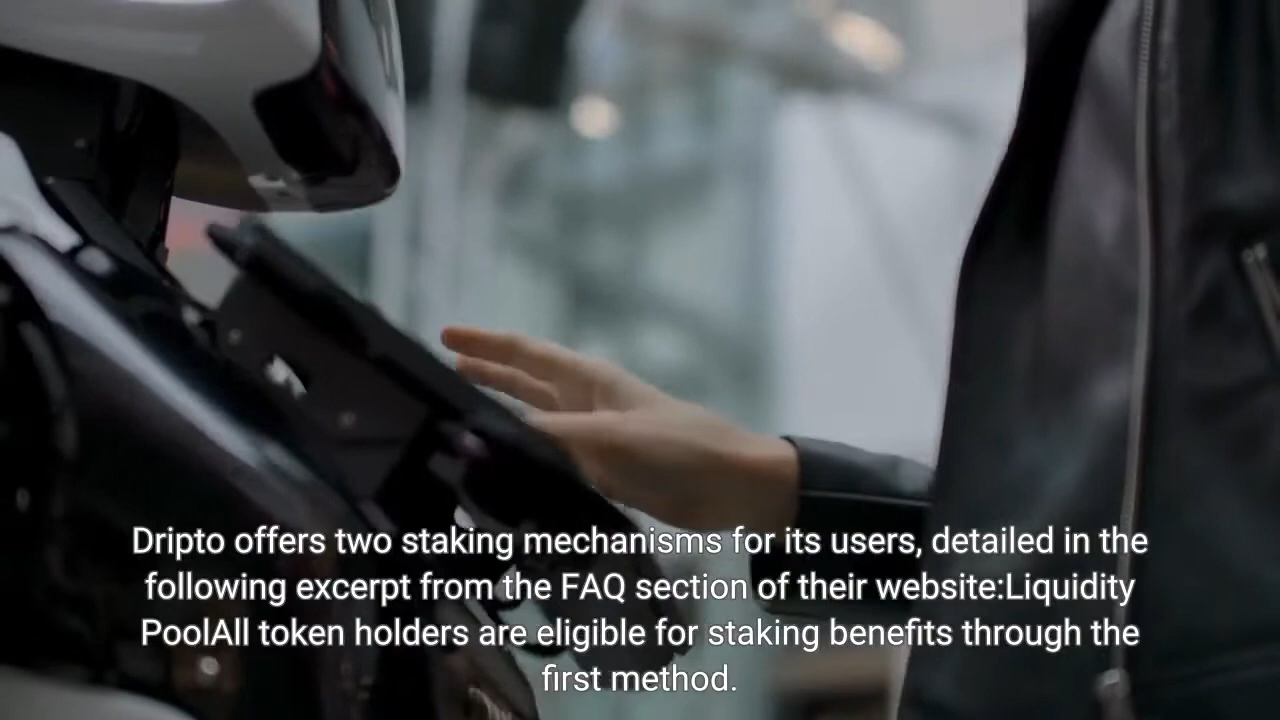 Dripto offers two staking mechanisms for its users, detailed in the
following excerpt from the FAQ section of their website:Liquidity
PoolAll token holders are eligible for staking benefits through the
first method.